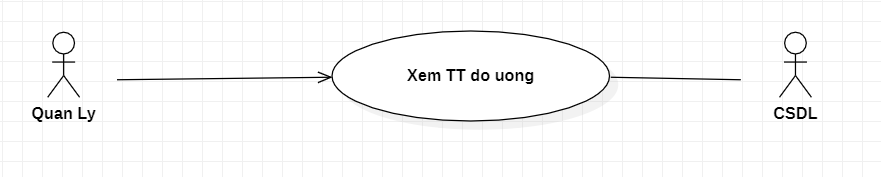 Xem TT do uong
Quan Ly
CSDL